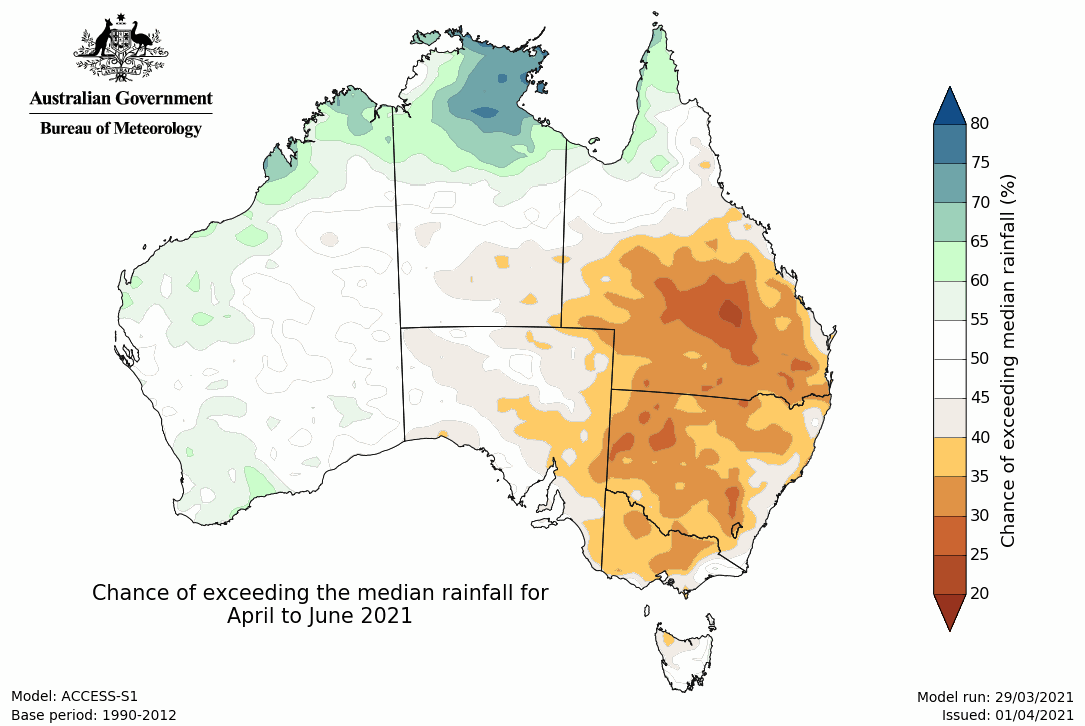 Australian Government
Bureau of Meteorology
80
75
70
65
60
55
50
45
40
35
30
25
20
Chance of exceeding median rainfall (%)
Chance of exceeding the median rainfall for
April to June 2021
Model: ACCESS-S1
Base period: 1990-2012
Model run: 29/03/2021
Issued: 01/04/2021